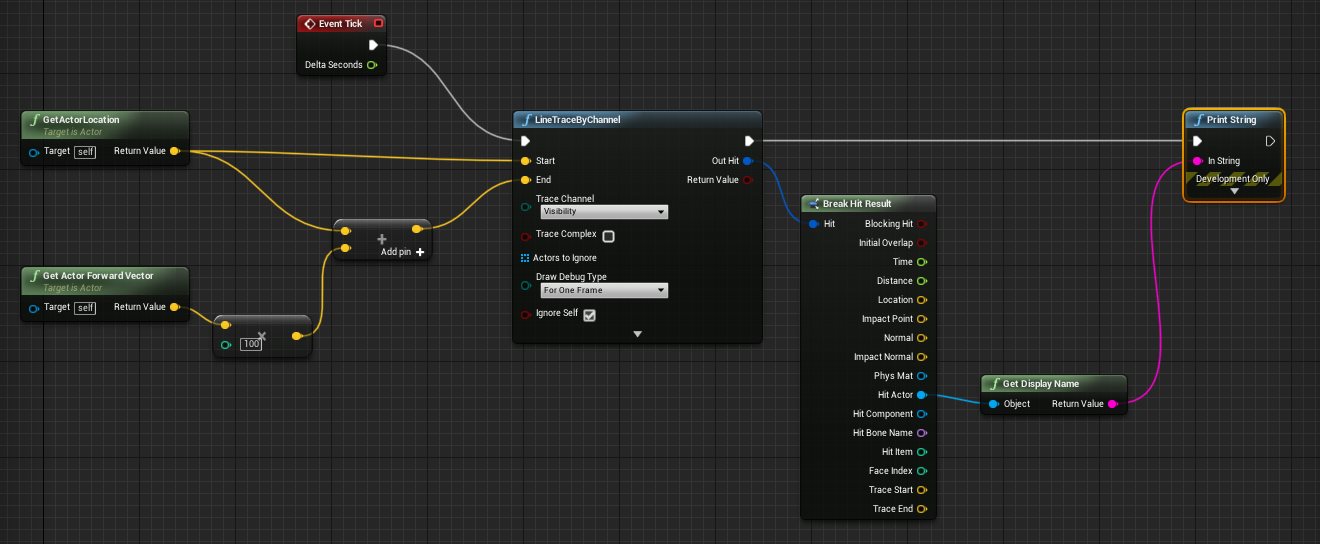 Event Tick
Delta Seconds
GetActorLocation
Target is Actor
Target self Return Value
Get Actor Forward Vector
Target is Actor
Target self Return Value
100
Add pin
LineTraceByChannel
Start Out Hit
End Return Value
Trace Channel
Visibility
Trace Complex
Actors to Ignore
Draw Debug Type
For One Frame
Ignore Self
Break Hit Result
Hit Blocking Hit
Initial Overlap
Time
Distance
Location
Impact Point
Normal
Impact Normal
Phys Mat
Hit Actor
Hit Component
Hit Bone Name
Hit Item
Face Index
Trace Start
Trace End
Get Display Name
Object Return Value
Print String
In String
Development Only